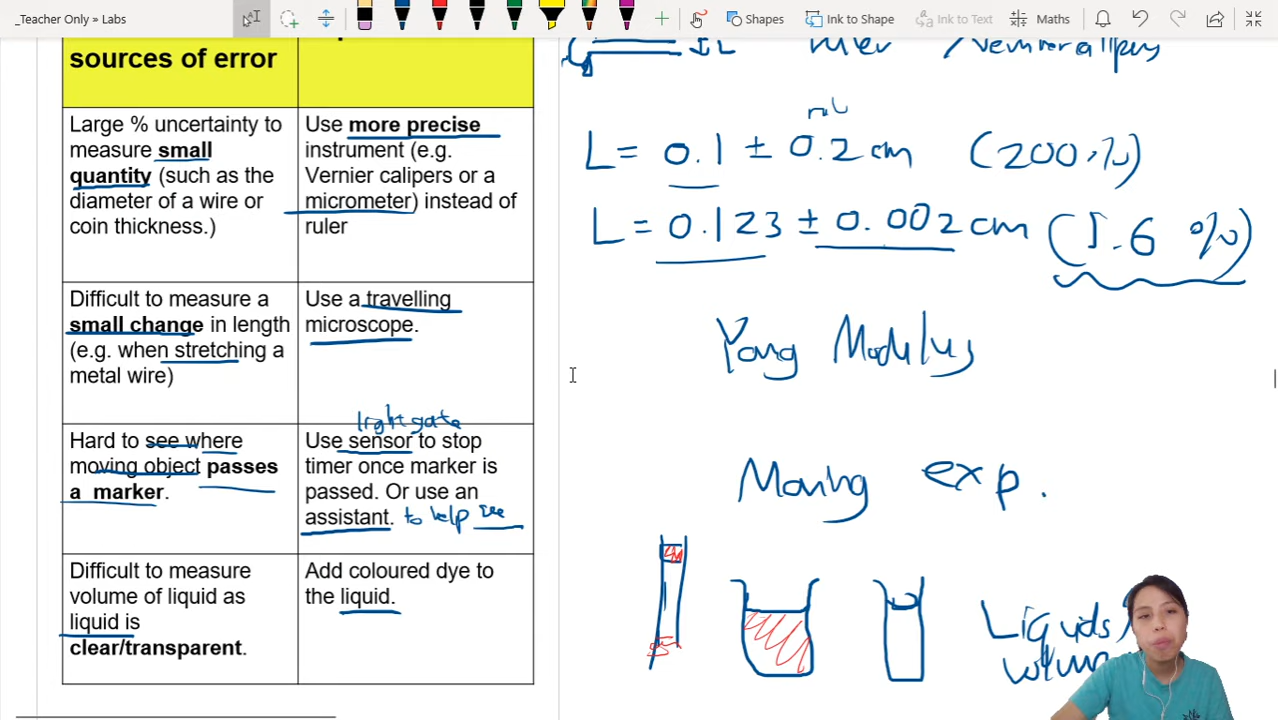 _Teacher Only » Labs
Shapes
Ink to Shape
Ink to Text
Maths
sources of error
Large % uncertainty to
measure small
quantity (such as the
diameter of a wire or
coin thickness.)
Use more precise
instrument (e.g.
Vernier calipers or a
micrometer) instead of
ruler
Difficult to measure a
small change in length
(e.g. when stretching a
metal wire)
Use a travelling
microscope.
Hard to see where
moving object passes
a marker.
light gate
Use sensor to stop
timer once marker is
passed. Or use an
assistant. to help see
Difficult to measure
volume of liquid as
liquid is
clear/transparent.
Add coloured dye to
the liquid.
ruler
L = 0.1 ± 0.2 cm (200 %)
L = 0.123 ± 0.002 cm (1.6 %)
Yong Modulus
Moving exp.
Liquids/